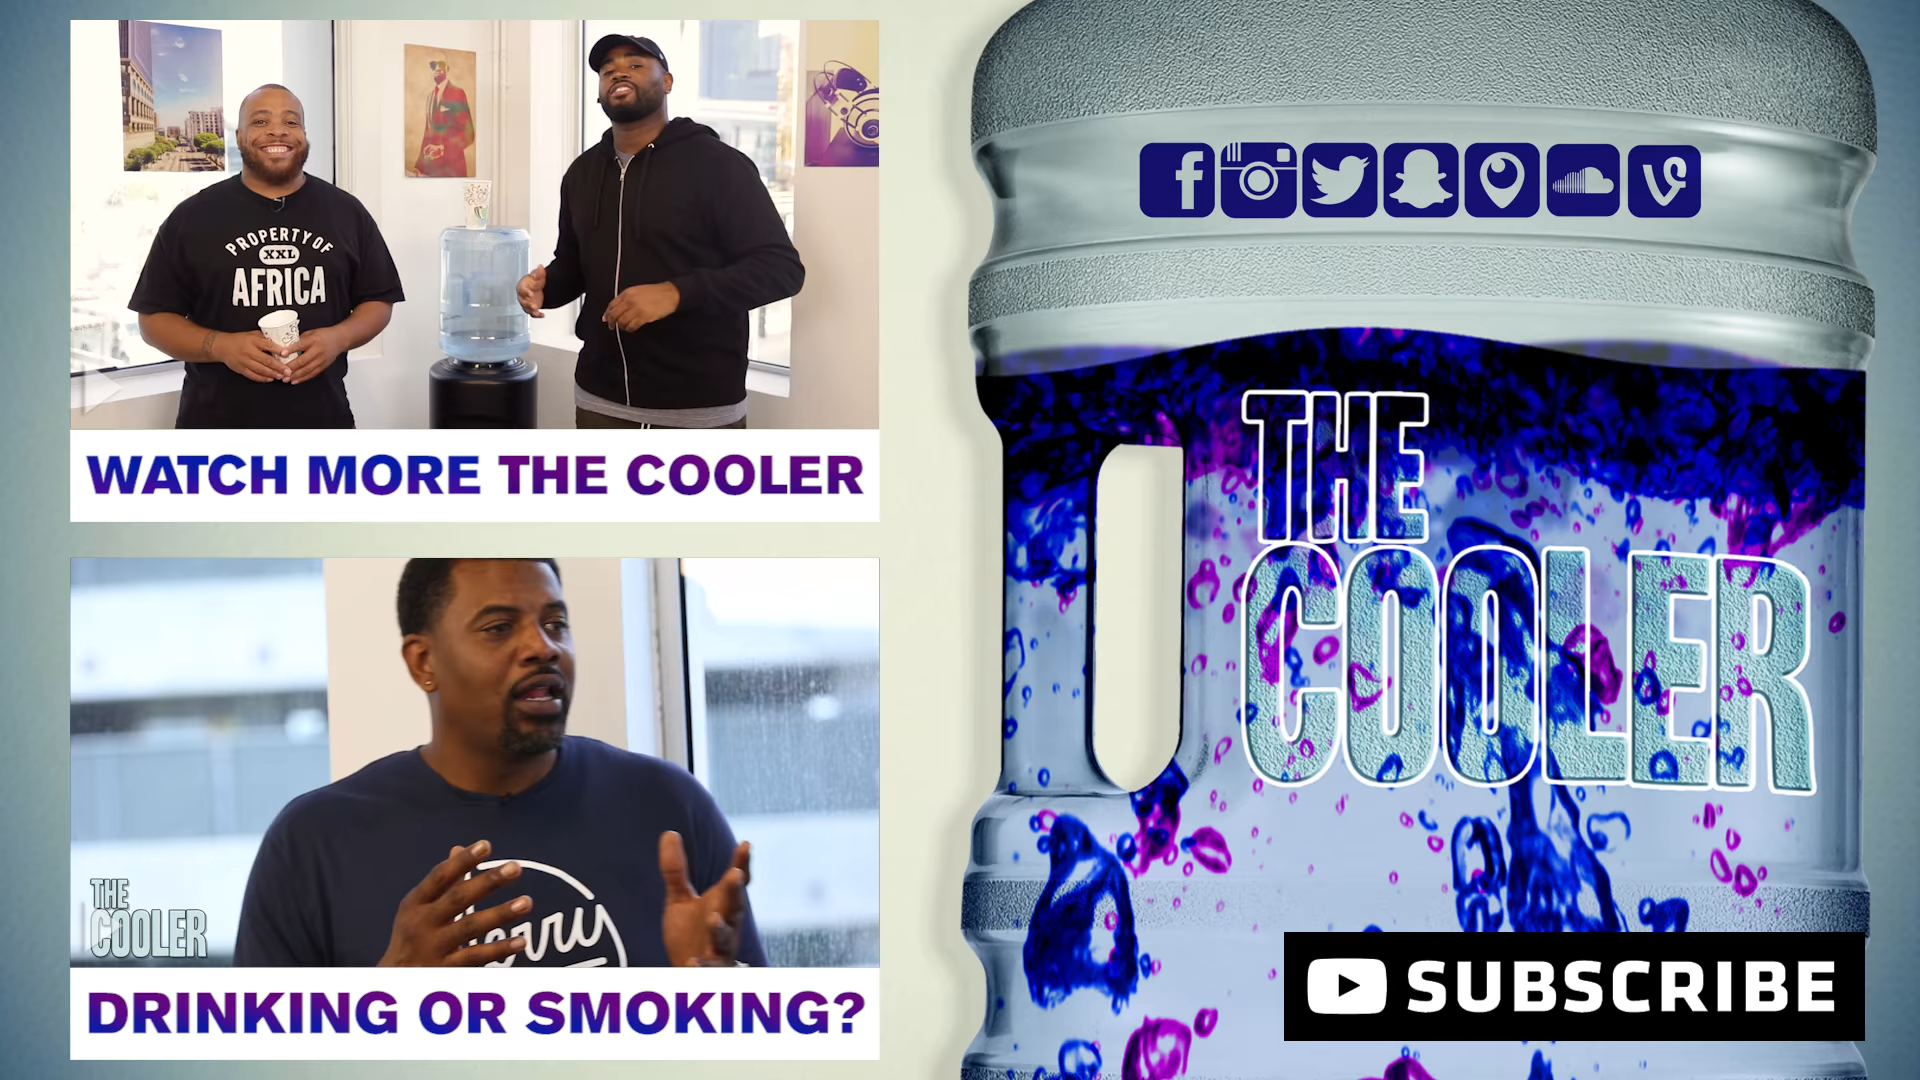 PROPERTY OF
XXL
AFRICA
WATCH MORE THE COOLER
THE
COOLER
DRINKING OR SMOKING?
THE
COOLER
SUBSCRIBE